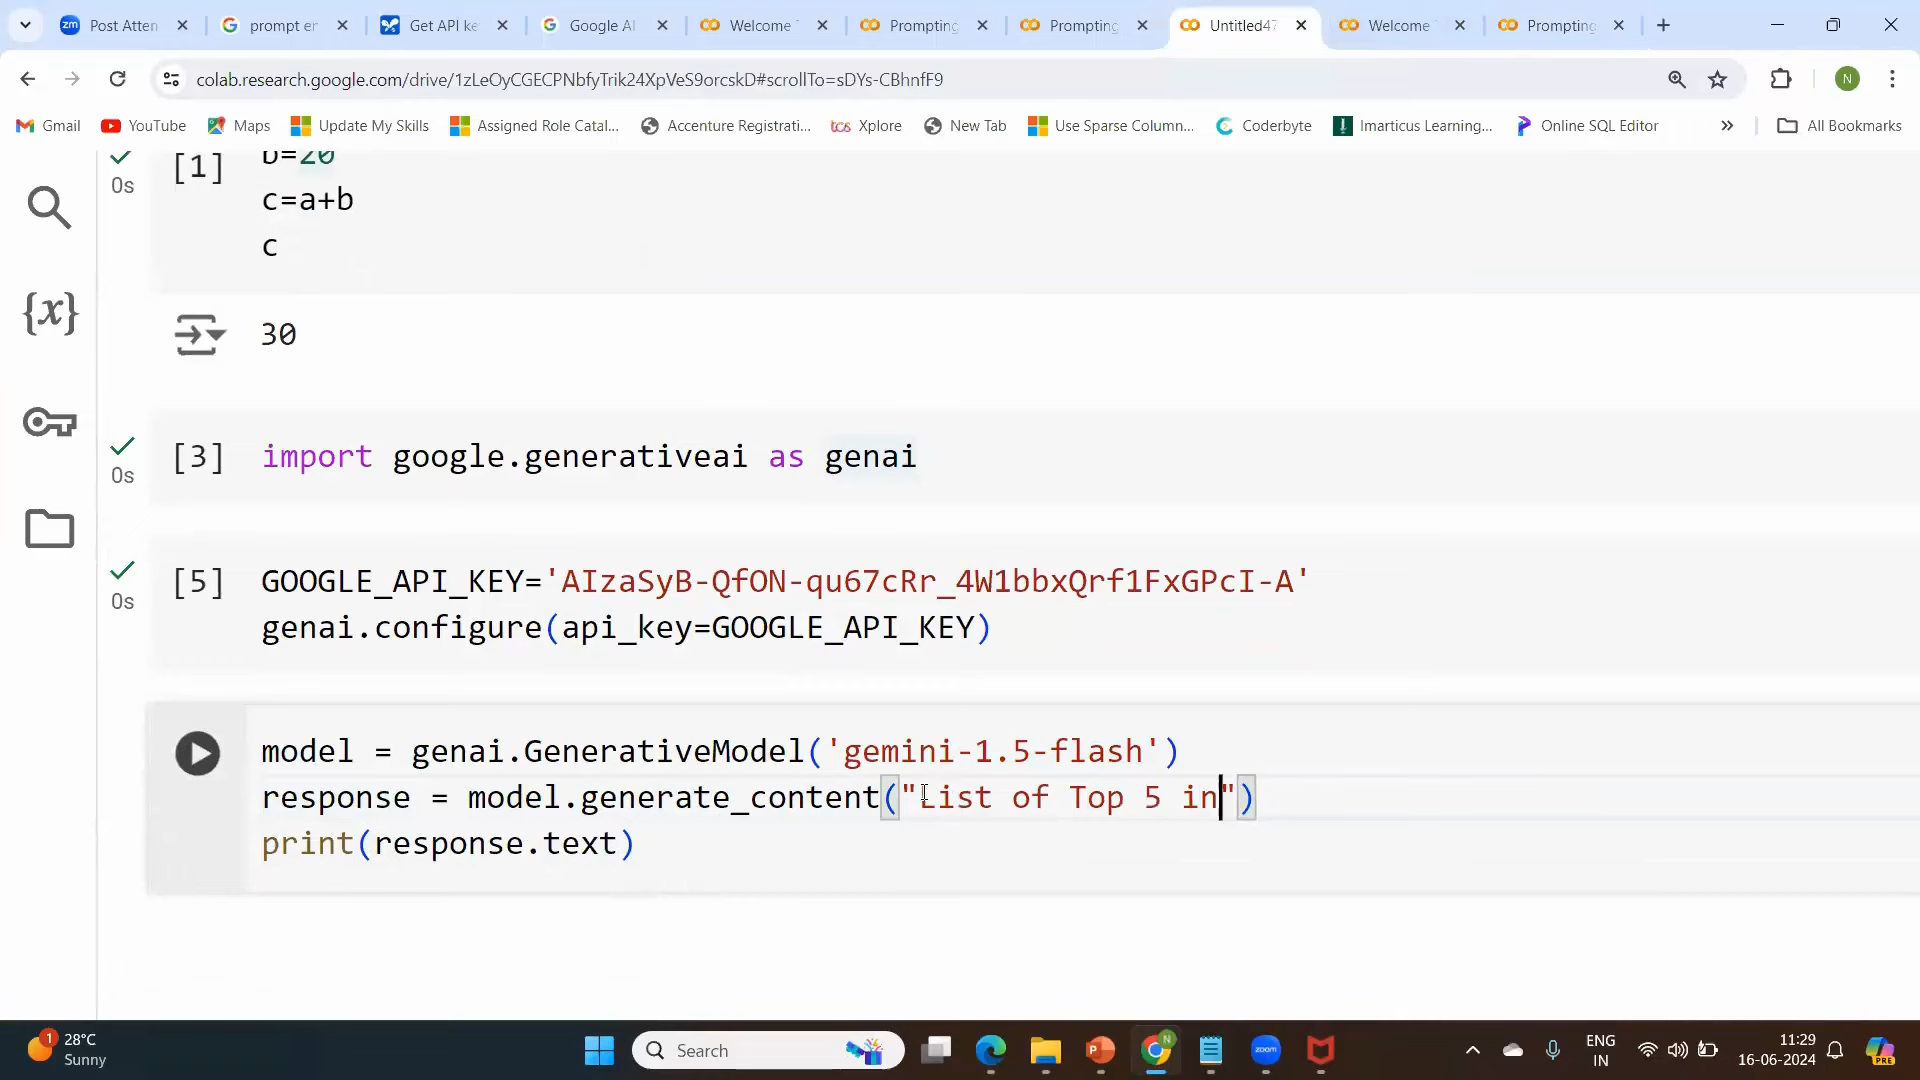 Post Atten
prompt er
Get API ke
Google AI
Welcome
Prompting
Prompting
Untitled47
Welcome
Prompting
colab.research.google.com/drive/1zLeOyCGECPNbfyTrik24XpVeS9orcskD#scrollTo=sDYs-CBhnfF9
N
Gmail
YouTube
Maps
Update My Skills
Assigned Role Catal...
Accenture Registrati...
tcs Xplore
New Tab
Use Sparse Column...
Coderbyte
Imarticus Learning...
Online SQL Editor
All Bookmarks
0s
[1]
b=20
c=a+b
c
30
0s
[3]
import google.generativeai as genai
0s
[5]
GOOGLE_API_KEY='AIzaSyB-QfON-qu67cRr_4W1bbxQrf1FxGPcI-A'
genai.configure(api_key=GOOGLE_API_KEY)
model = genai.GenerativeModel('gemini-1.5-flash')
response = model.generate_content("List of Top 5 in")
print(response.text)
{x}
1
28°C
Sunny
Search
zoom
ENG
IN
11:29
16-06-2024
PRE